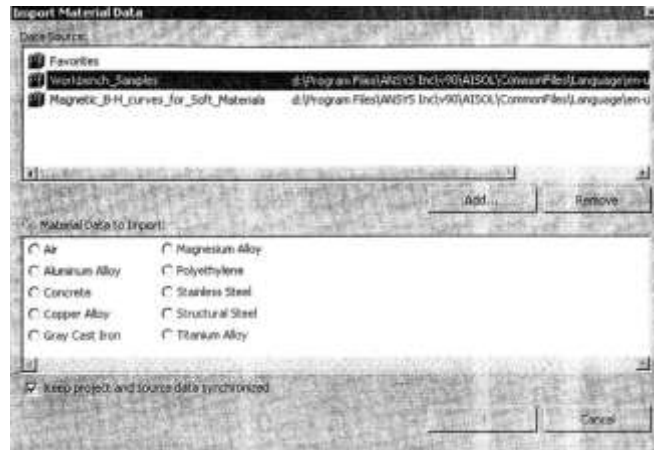 Import Material Data
Data Source:
Favorites
Workbench_Samples d:\Program Files\ANSYS Inc\v90\AISOL\CommonFiles\Language\en-u
Magnetic_B-H_curves_for_Soft_Materials d:\Program Files\ANSYS Inc\v90\AISOL\CommonFiles\Language\en-u
Add... Remove
Material Data to Import:
Air Magnesium Alloy
Aluminum Alloy Polyethylene
Concrete Stainless Steel
Copper Alloy Structural Steel
Gray Cast Iron Titanium Alloy
Keep project and source data synchronized
Cancel